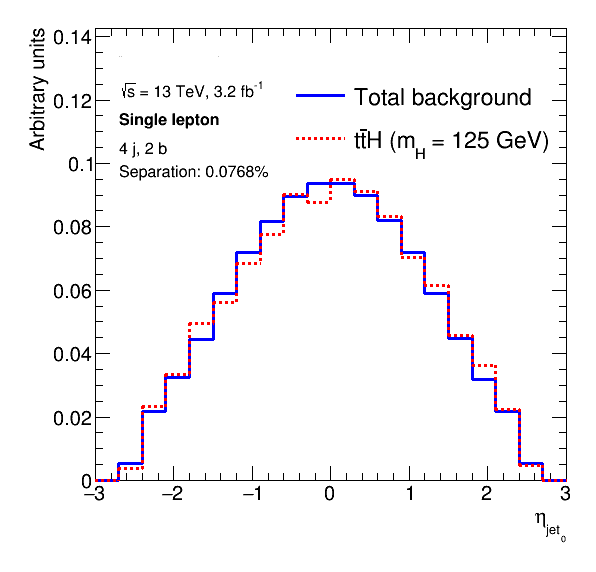 Arbitrary units
0.14
0.12
0.1
0.08
0.06
0.04
0.02
0
√s = 13 TeV, 3.2 fb⁻¹
Single lepton
4 j, 2 b
Separation: 0.0768%
Total background
tt̄H (m_H = 125 GeV)
−3 −2 −1 0 1 2 3
η_jet₀